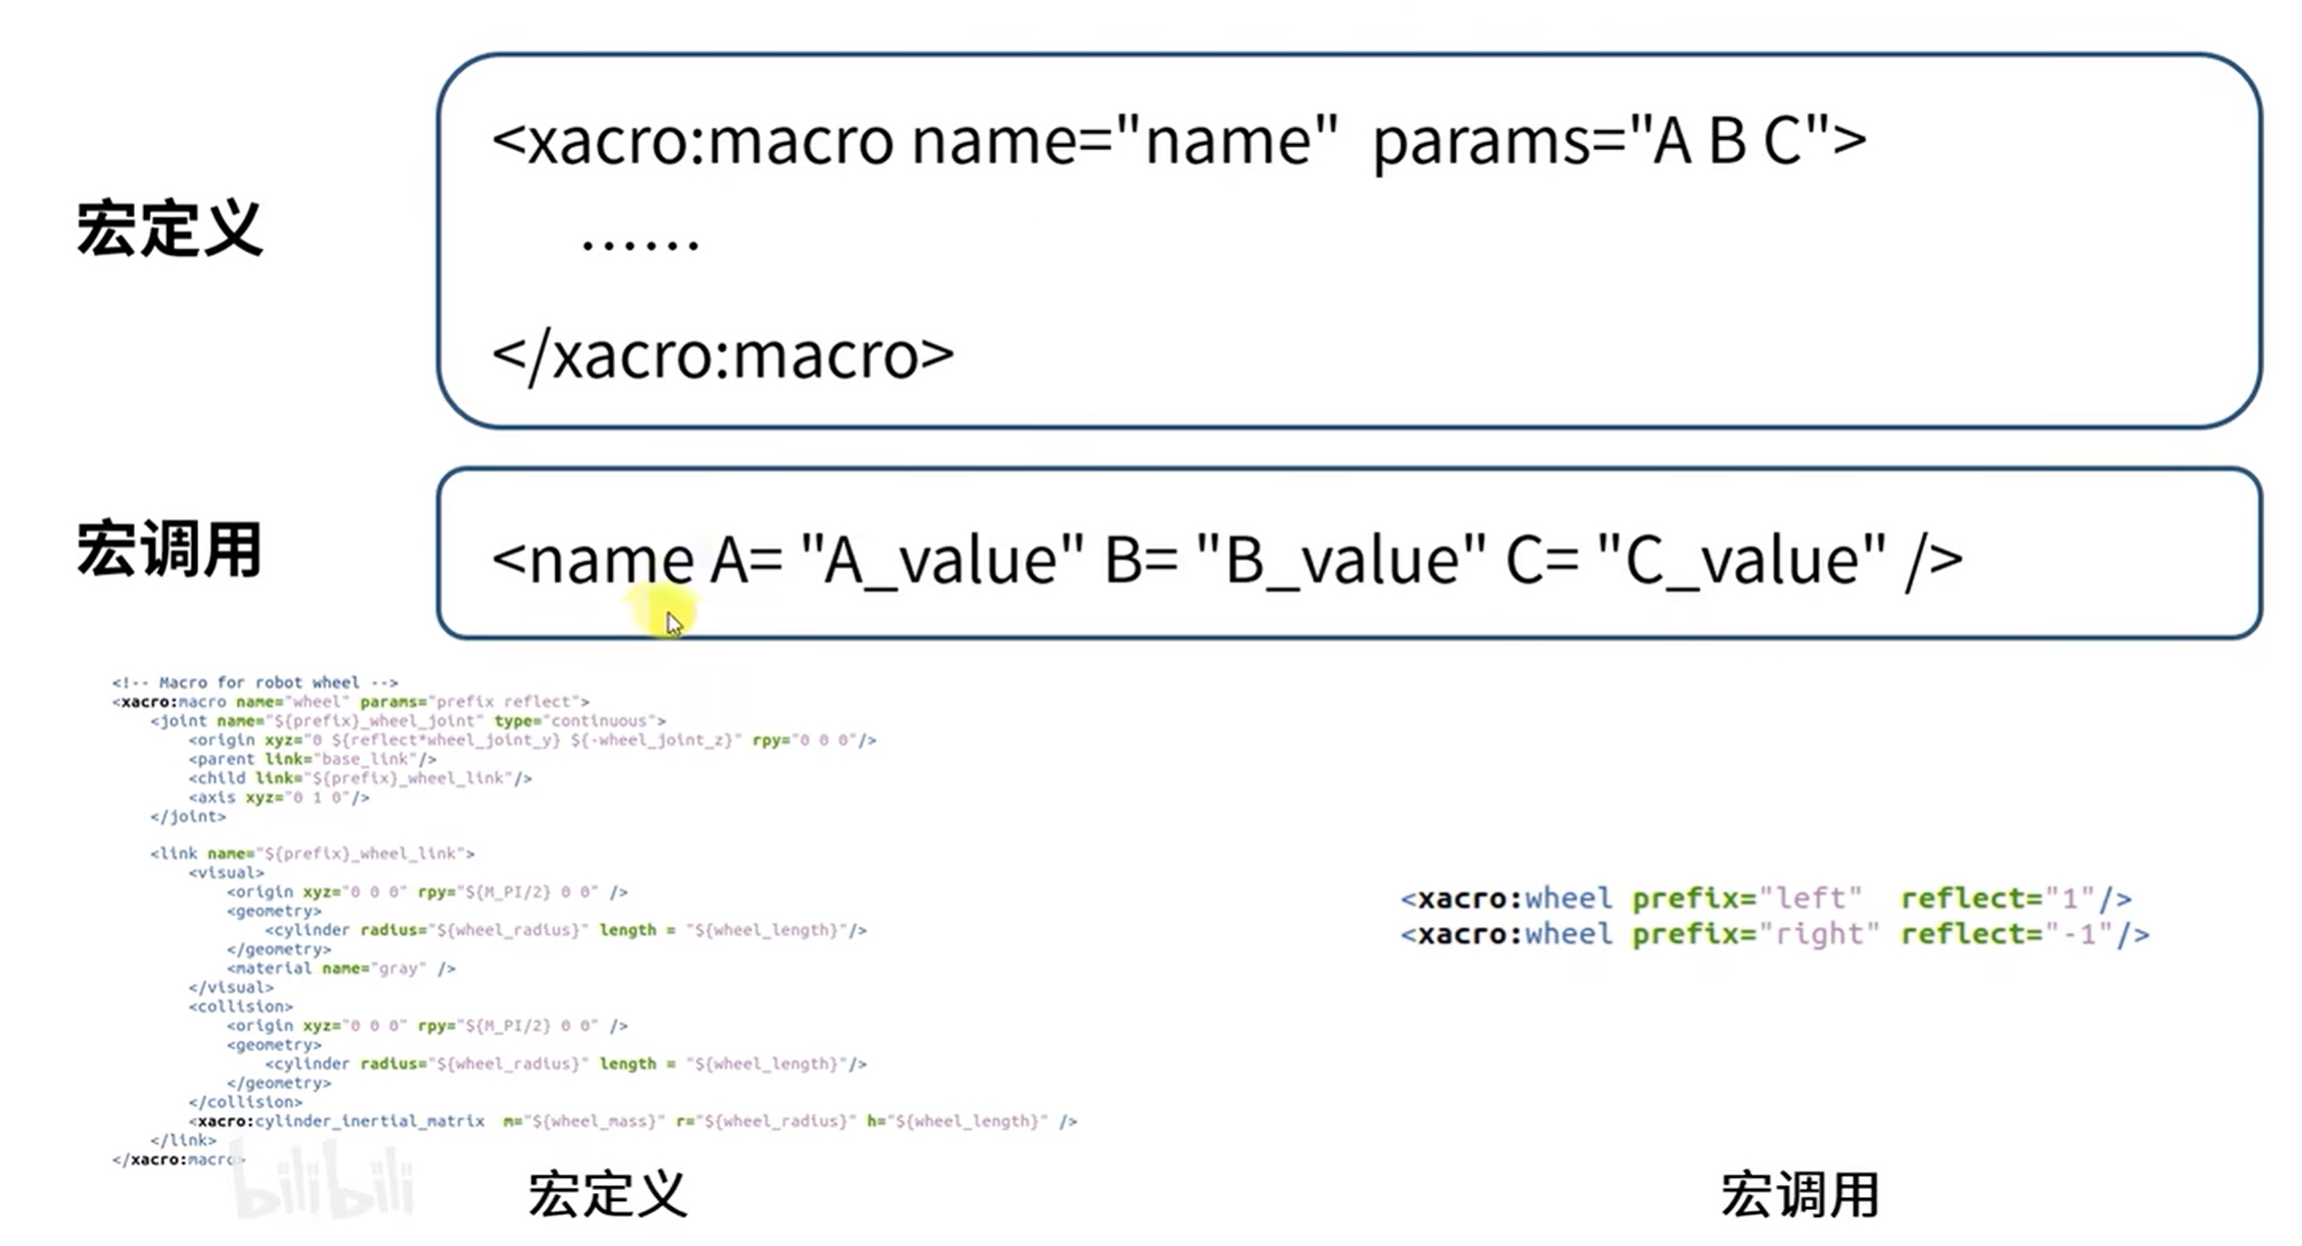 宏定义
<xacro:macro name="name" params="A B C">
......
</xacro:macro>
宏调用
<name A= "A_value" B= "B_value" C= "C_value" />
<!-- Macro for robot wheel -->
<xacro:macro name="wheel" params="prefix reflect">
<joint name="${prefix}_wheel_joint" type="continuous">
<origin xyz="0 ${reflect*wheel_joint_y} ${-wheel_joint_z}" rpy="0 0 0"/>
<parent link="base_link"/>
<child link="${prefix}_wheel_link"/>
<axis xyz="0 1 0"/>
</joint>
<link name="${prefix}_wheel_link">
<visual>
<origin xyz="0 0 0" rpy="${M_PI/2} 0 0" />
<geometry>
<cylinder radius="${wheel_radius}" length = "${wheel_length}"/>
</geometry>
<material name="gray" />
</visual>
<collision>
<origin xyz="0 0 0" rpy="${M_PI/2} 0 0" />
<geometry>
<cylinder radius="${wheel_radius}" length = "${wheel_length}"/>
</geometry>
</collision>
<xacro:cylinder_inertial_matrix m="${wheel_mass}" r="${wheel_radius}" h="${wheel_length}" />
</link>
</xacro:macro>
bilibili
宏定义
<xacro:wheel prefix="left" reflect="1"/>
<xacro:wheel prefix="right" reflect="-1"/>
宏调用